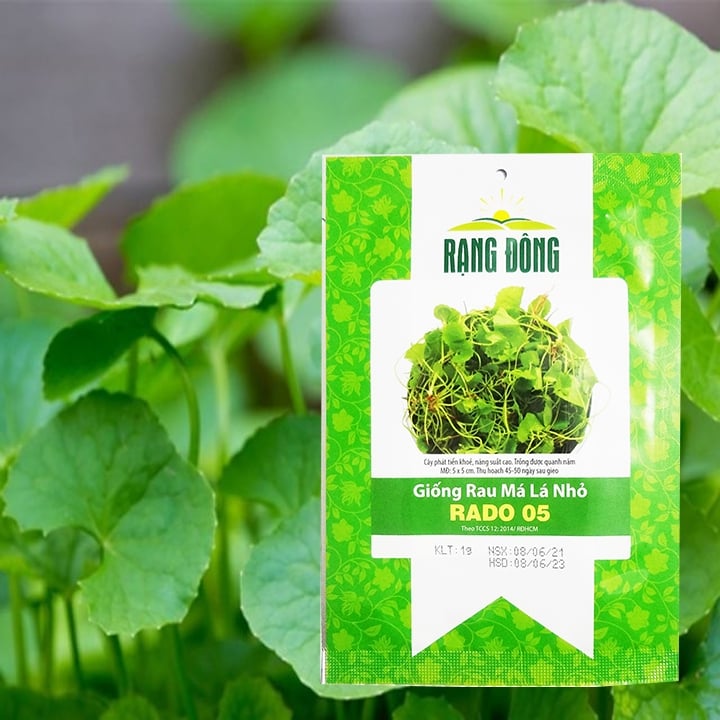 RẠNG ĐÔNG
Cây phát tiển khoẻ, năng suất cao. Trồng được quanh năm
MĐ: 5 x 5 cm. Thu hoạch 45-50 ngày sau gieo
Giống Rau Má Lá Nhỏ
RADO 05
Theo TCCS 12: 2014/ RĐHCM
KLT:1g NSX:08/06/21
HSD:08/06/23